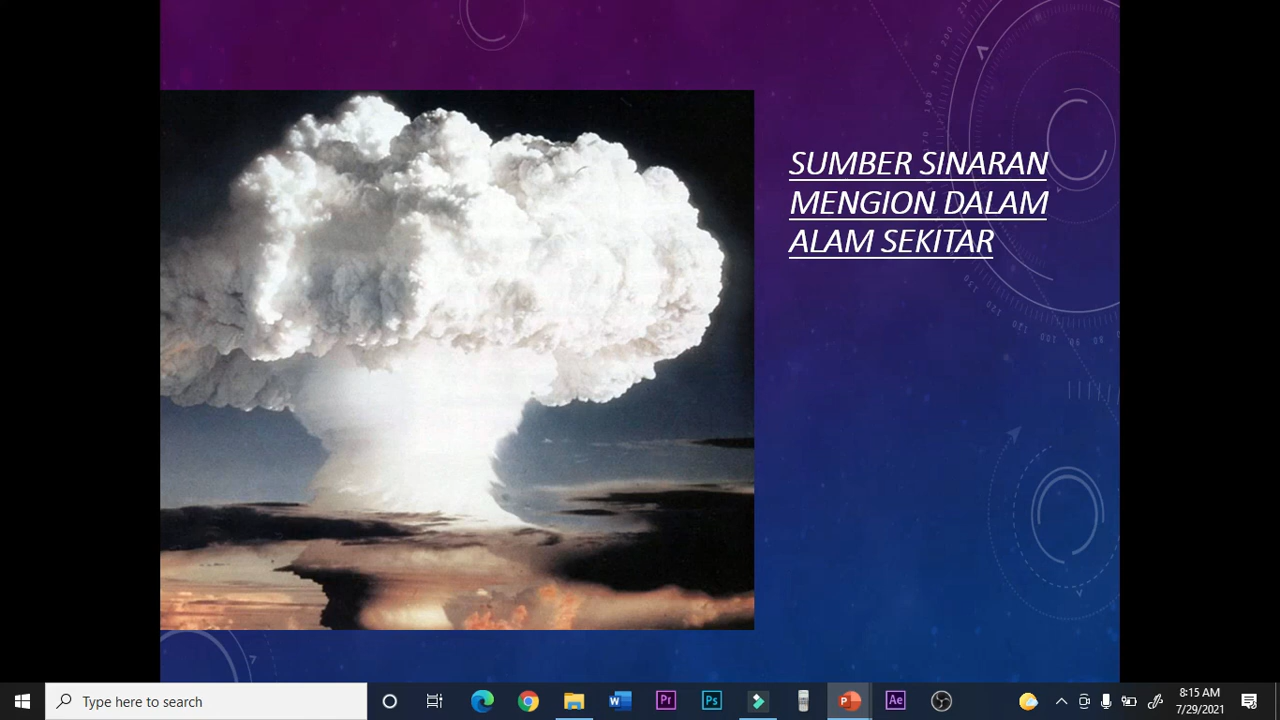 SUMBER SINARAN
MENGION DALAM
ALAM SEKITAR
Type here to search
8:15 AM
7/29/2021